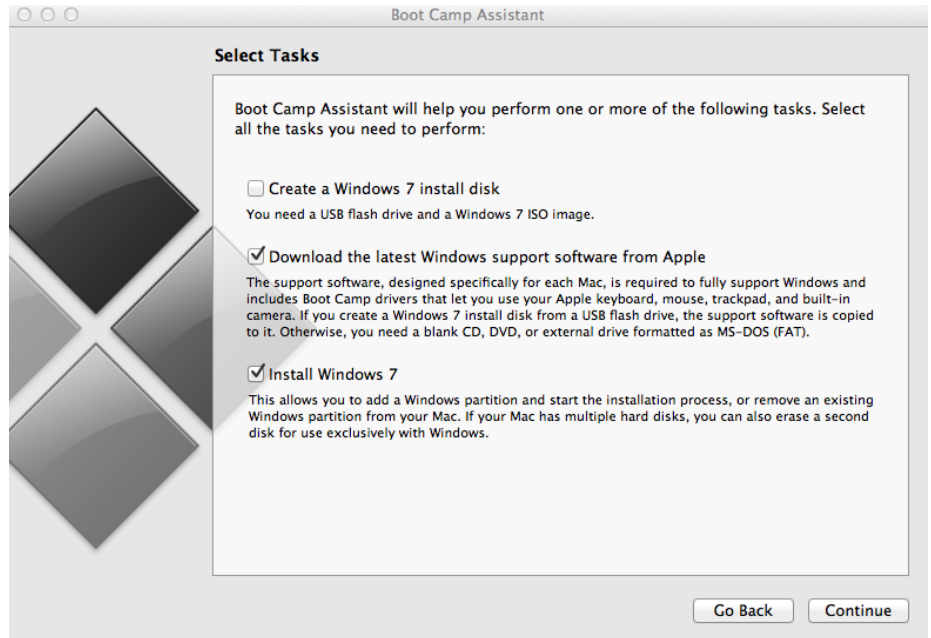 Boot Camp Assistant
Select Tasks
Boot Camp Assistant will help you perform one or more of the following tasks. Select
all the tasks you need to perform:
Create a Windows 7 install disk
You need a USB flash drive and a Windows 7 ISO image.
Download the latest Windows support software from Apple
The support software, designed specifically for each Mac, is required to fully support Windows and
includes Boot Camp drivers that let you use your Apple keyboard, mouse, trackpad, and built-in
camera. If you create a Windows 7 install disk from a USB flash drive, the support software is copied
to it. Otherwise, you need a blank CD, DVD, or external drive formatted as MS-DOS (FAT).
Install Windows 7
This allows you to add a Windows partition and start the installation process, or remove an existing
Windows partition from your Mac. If your Mac has multiple hard disks, you can also erase a second
disk for use exclusively with Windows.
Go Back
Continue